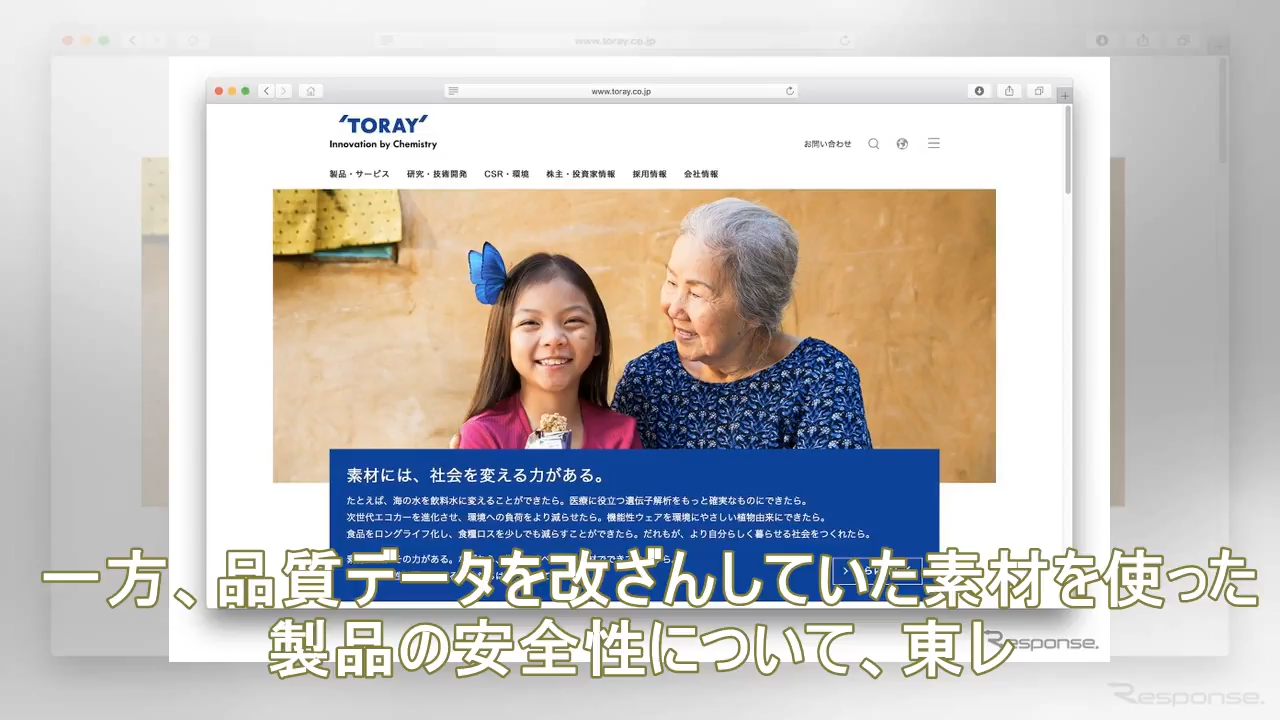 www.toray.co.jp
www.toray.co.jp
'TORAY'
Innovation by Chemistry
お問い合わせ
製品・サービス 研究・技術開発 CSR・環境 株主・投資家情報 採用情報 会社情報
素材には、社会を変える力がある。
たとえば、海の水を飲料水に変えることができたら。医療に役立つ遺伝子解析をもっと確実なものにできたら。
次世代エコカーを進化させ、環境への負荷をより減らせたら。機能性ウェアを環境にやさしい植物由来にできたら。
食品をロングライフ化し、食糧ロスを少しでも減らすことができたら。だれもが、より自分らしく暮らせる社会をつくれたら。
一方、品質データを改ざんしていた素材を使った
製品の安全性について、東レ
Response.
Response.